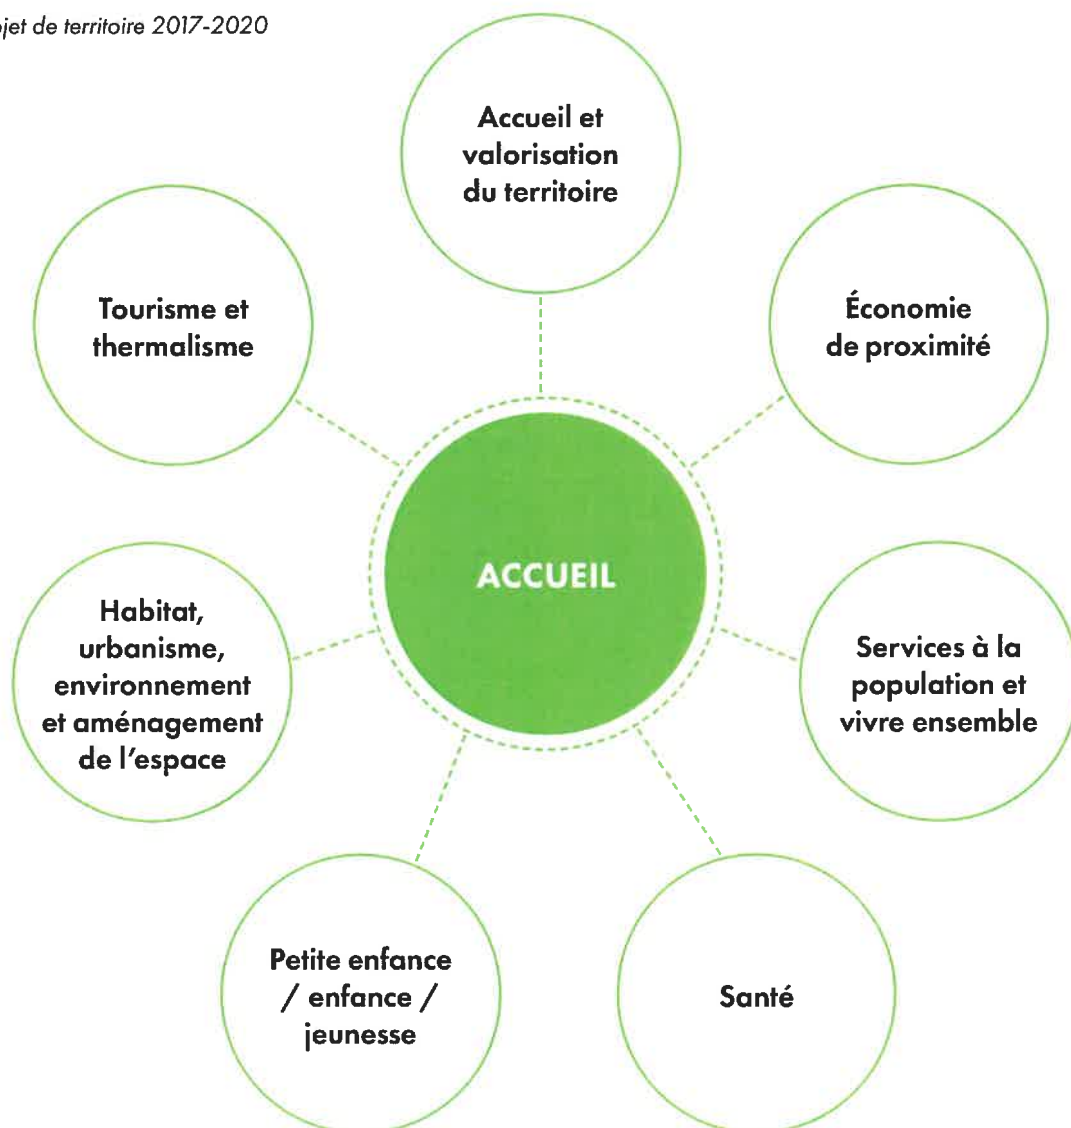 jet de territoire 2017-2020
Accueil et
valorisation
du territoire
Tourisme et
thermalisme
Économie
de proximité
ACCUEIL
Habitat,
urbanisme,
environnement
et aménagement
de l'espace
Services à la
population et
vivre ensemble
Petite enfance
/ enfance /
jeunesse
Santé